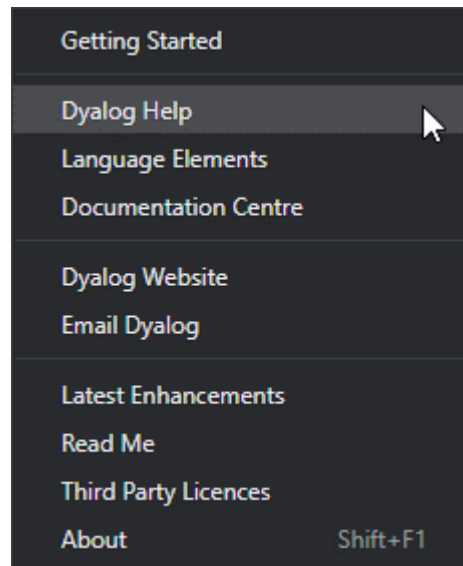 Getting Started
Dyalog Help
Language Elements
Documentation Centre
Dyalog Website
Email Dyalog
Latest Enhancements
Read Me
Third Party Licences
About Shift+F1